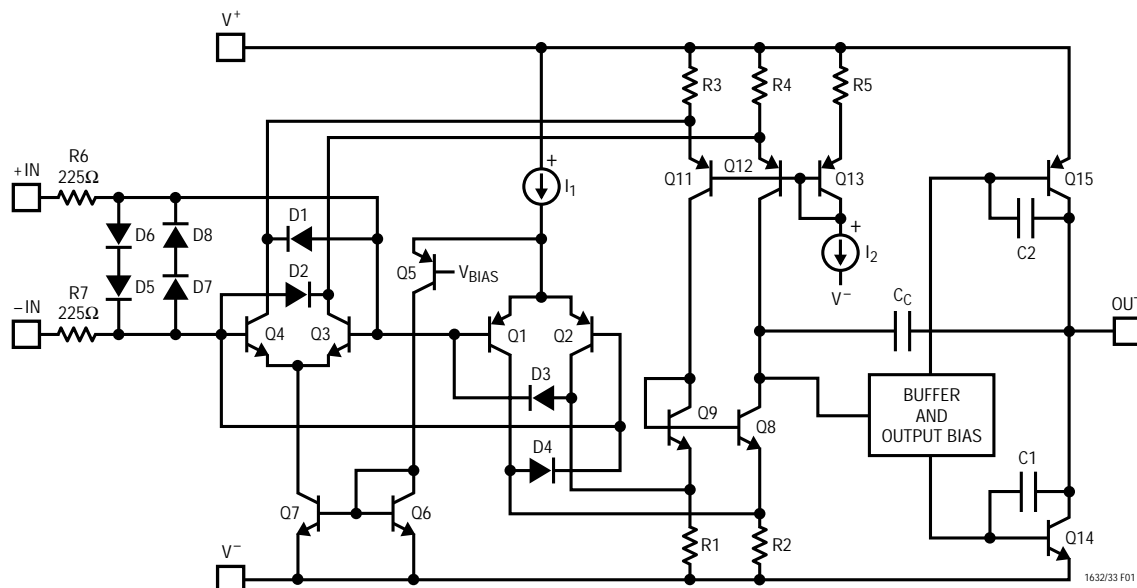 V+
R3
R4
R5
+IN
R6
225Ω
D6
D8
D1
D5
D7
D2
−IN
R7
225Ω
Q4
Q3
Q5
VBIAS
+
I1
Q11
Q12
Q13
+
I2
V−
Q15
C2
CC
OUT
Q1
Q2
D3
D4
Q9
Q8
BUFFER
AND
OUTPUT BIAS
C1
Q7
Q6
R1
R2
Q14
V−
1632/33 F01